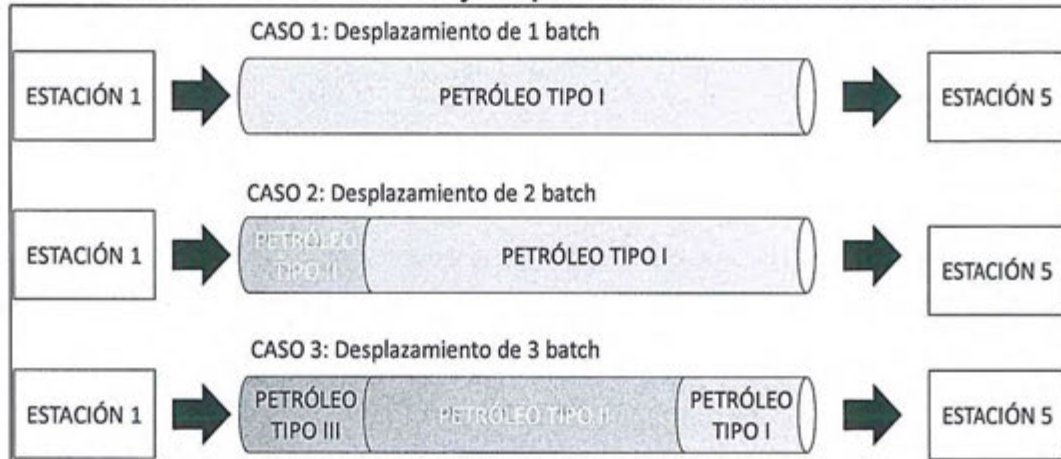 CASO 1: Desplazamiento de 1 batch
ESTACIÓN 1
PETRÓLEO TIPO I
ESTACIÓN 5
CASO 2: Desplazamiento de 2 batch
ESTACIÓN 1
PETRÓLEO
TIPO II
PETRÓLEO TIPO I
ESTACIÓN 5
CASO 3: Desplazamiento de 3 batch
ESTACIÓN 1
PETRÓLEO
TIPO III
PETRÓLEO TIPO II
PETRÓLEO
TIPO I
ESTACIÓN 5